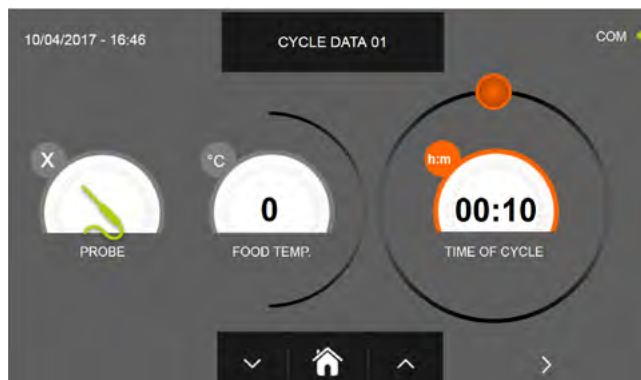 10/04/2017 - 16:46
CYCLE DATA 01
COM
X
°C
h:m
0
00:10
PROBE
FOOD TEMP.
TIME OF CYCLE